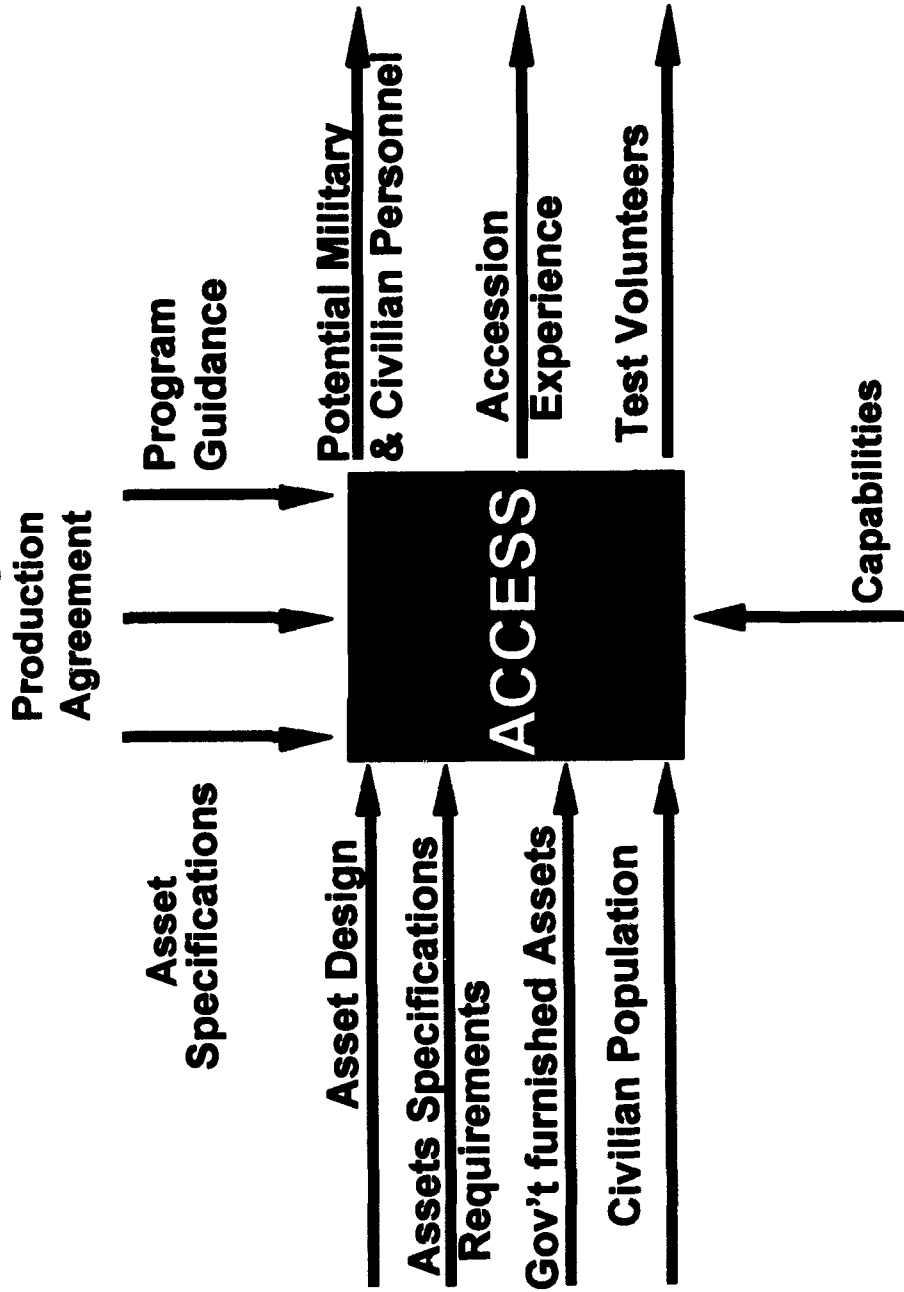 Production
Agreement
Asset
Specifications
Program
Guidance
Asset Design
Assets Specifications
Requirements
Gov't furnished Assets
Civilian Population
ACCESS
Potential Military
& Civilian Personnel
Accession
Experience
Test Volunteers
Capabilities